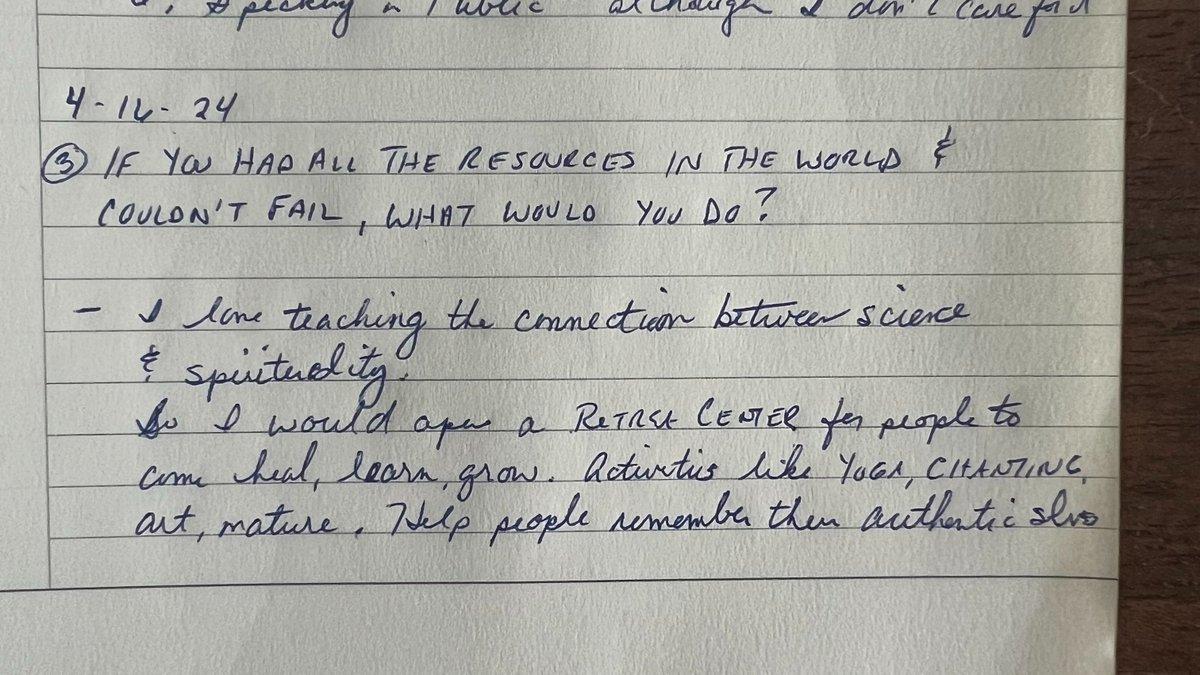 Speaking in Public although I don't care for it
4-16-24
③ IF YOU HAD ALL THE RESOURCES IN THE WORLD &
COULDN'T FAIL, WHAT WOULD YOU DO?
- I love teaching the connection between science
& spirituality.
So I would open a RETREAT CENTER for people to
come heal, learn, grow. Activities like YOGA, CHANTING,
art, nature. Help people remember their authentic selves